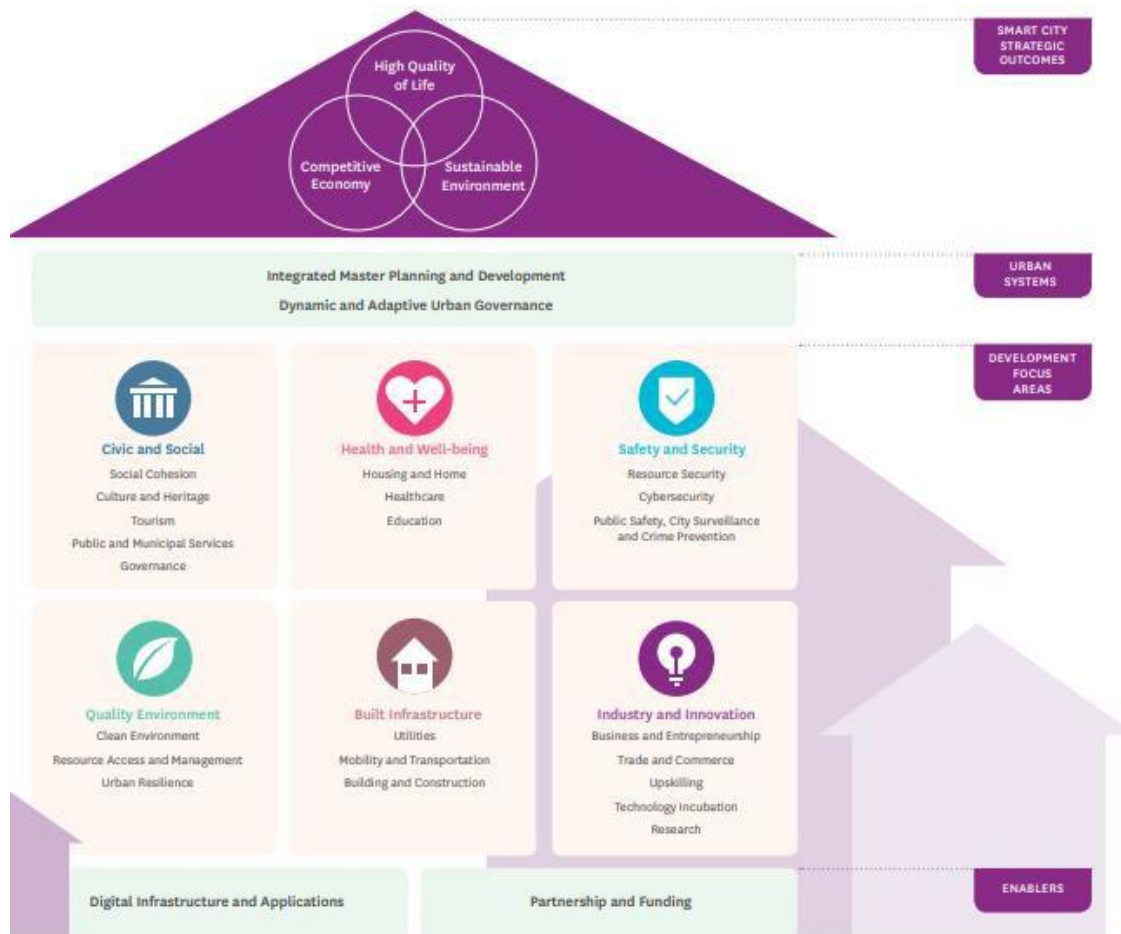 SMART CITY
STRATEGIC
OUTCOMES
High Quality
of Life
Competitive
Economy
Sustainable
Environment
URBAN
SYSTEMS
Integrated Master Planning and Development
Dynamic and Adaptive Urban Governance
DEVELOPMENT
FOCUS
AREAS
Civic and Social
Social Cohesion
Culture and Heritage
Tourism
Public and Municipal Services
Governance
Health and Well-being
Housing and Home
Healthcare
Education
Safety and Security
Resource Security
Cybersecurity
Public Safety, City Surveillance
and Crime Prevention
Quality Environment
Clean Environment
Resource Access and Management
Urban Resilience
Built Infrastructure
Utilities
Mobility and Transportation
Building and Construction
Industry and Innovation
Business and Entrepreneurship
Trade and Commerce
Upskilling
Technology Incubation
Research
Digital Infrastructure and Applications
Partnership and Funding
ENABLERS